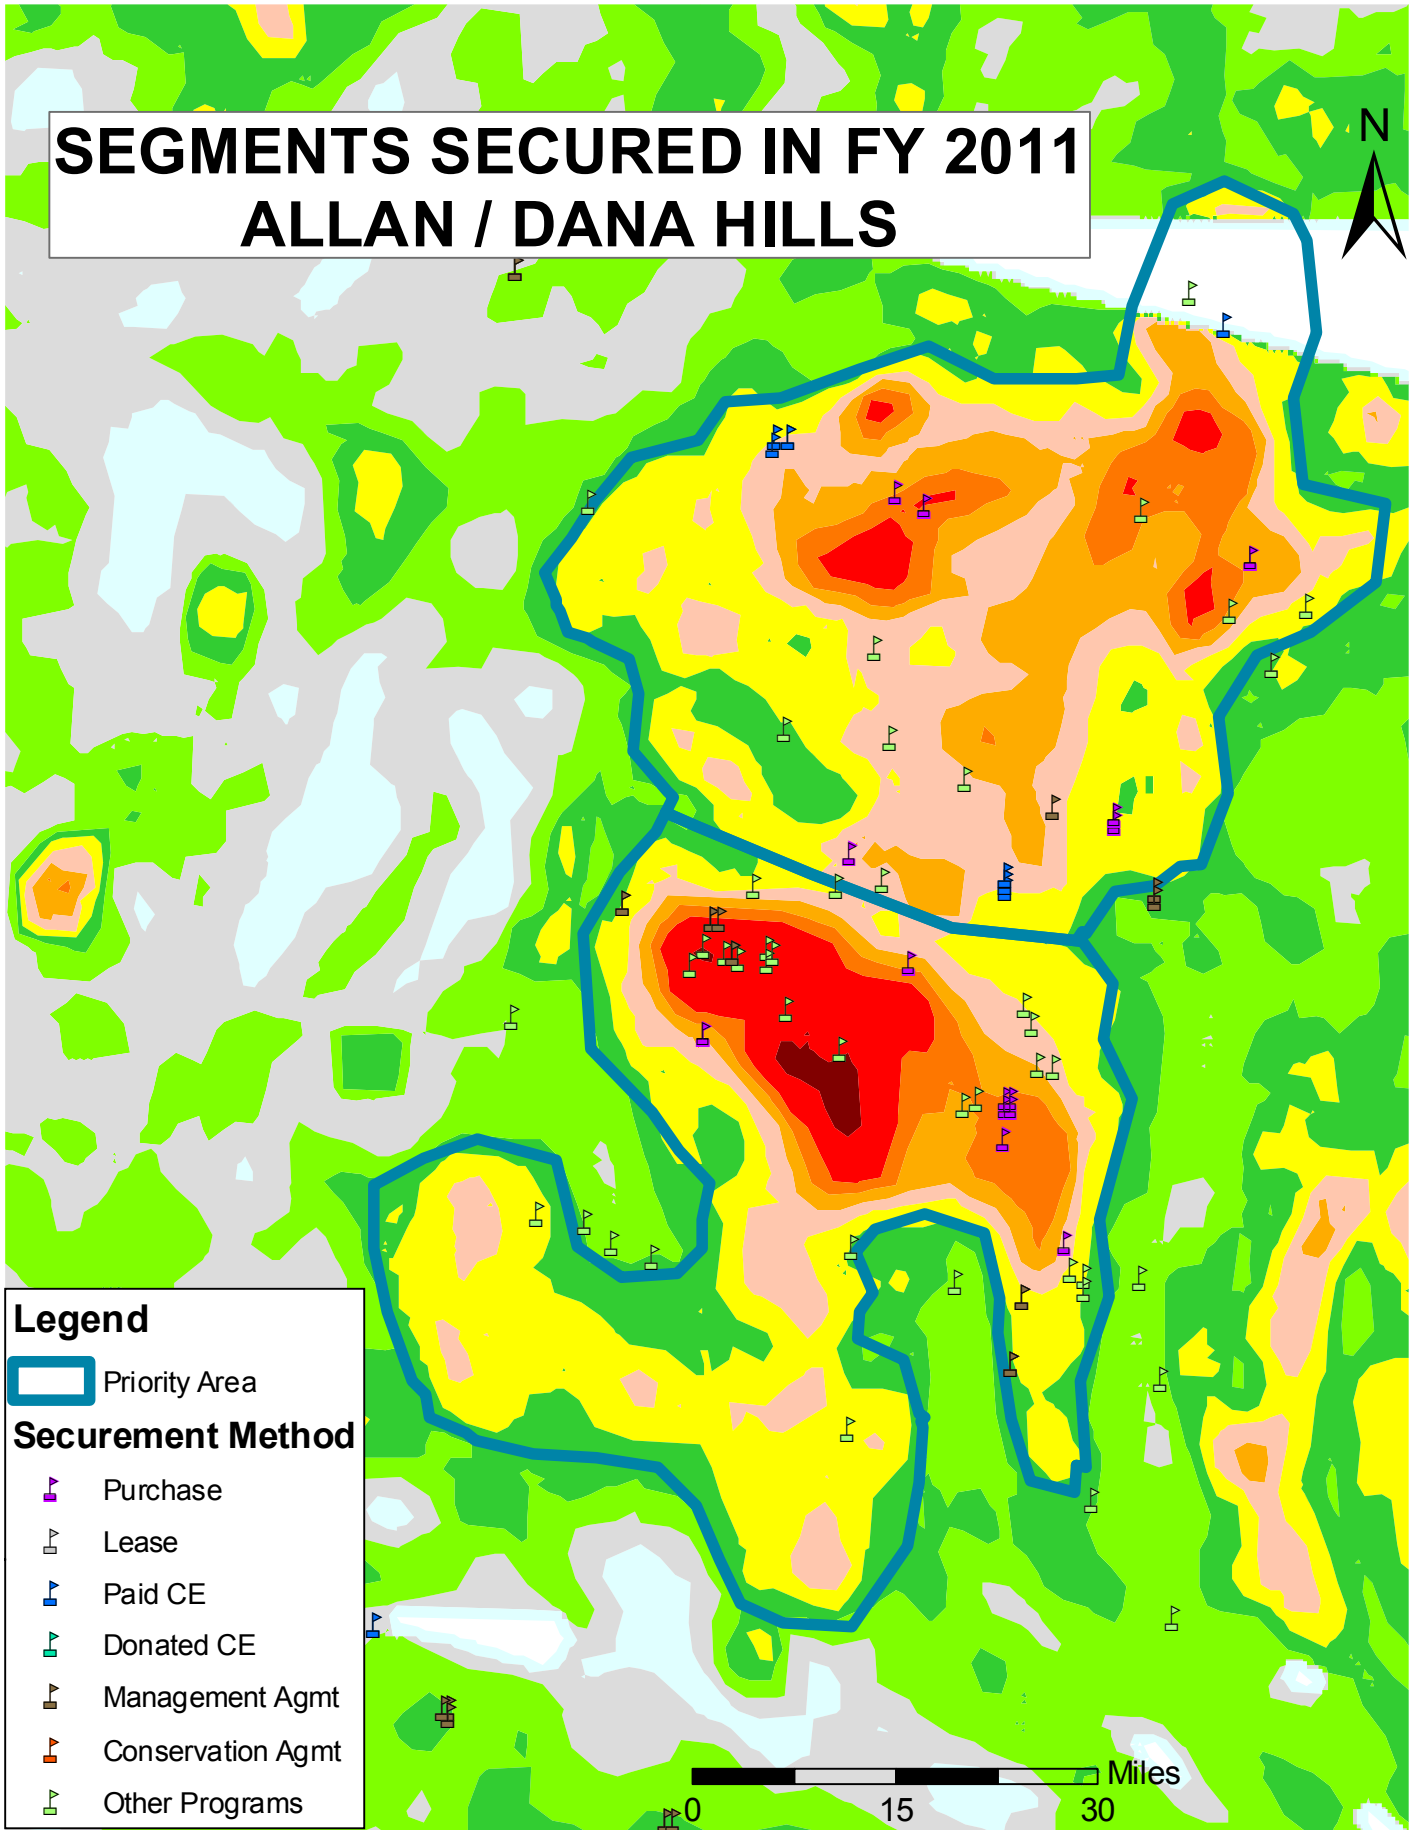 SEGMENTS SECURED IN FY 2011
ALLAN / DANA HILLS
N
Legend
Priority Area
Securement Method
Purchase
Lease
Paid CE
Donated CE
Management Agmt
Conservation Agmt
Other Programs
Miles
0 15 30